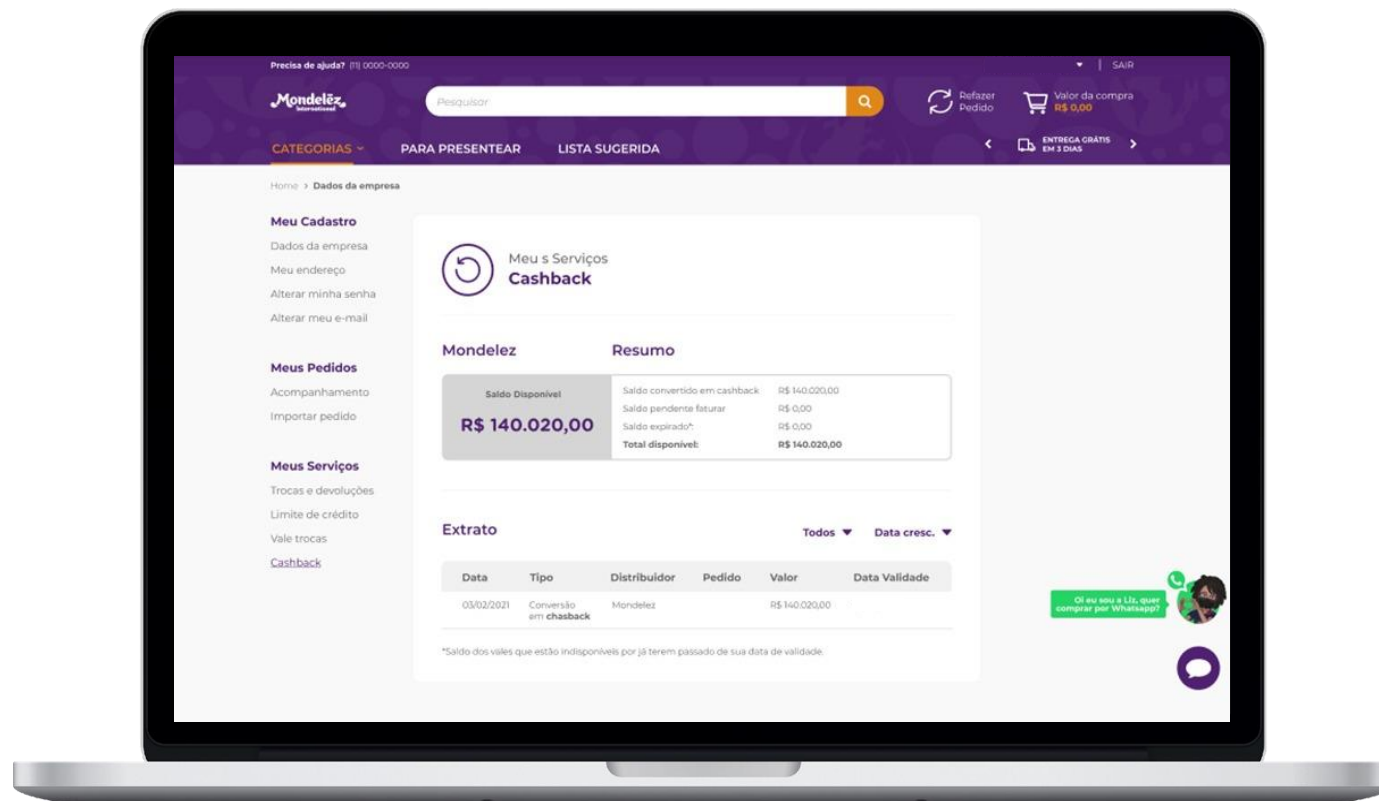 Precisa de ajuda? (11) 0000-0000
SAIR
Mondelēz
International
Pesquisar
Refazer
Pedido
Valor da compra
R$ 0,00
CATEGORIAS
PARA PRESENTEAR
LISTA SUGERIDA
ENTREGA GRÁTIS
EM 3 DIAS
Home > Dados da empresa
Meu Cadastro
Dados da empresa
Meu endereço
Alterar minha senha
Alterar meu e-mail
Meus Pedidos
Acompanhamento
Importar pedido
Meus Serviços
Trocas e devoluções
Limite de crédito
Vale trocas
Cashback
Meu s Serviços
Cashback
Mondelez
Resumo
Saldo Disponível
R$ 140.020,00
Saldo convertido em cashback R$ 140.020,00
Saldo pendente faturar R$ 0,00
Saldo expirado*: R$ 0,00
Total disponível: R$ 140.020,00
Extrato
Todos
Data cresc.
Data Tipo Distribuidor Pedido Valor Data Validade
03/02/2021 Conversão Mondelez R$ 140.020,00
em chasback
*Saldo dos vales que estão indisponíveis por já terem passado de sua data de validade.
Oi eu sou a Liz, quer
comprar por Whatsapp?